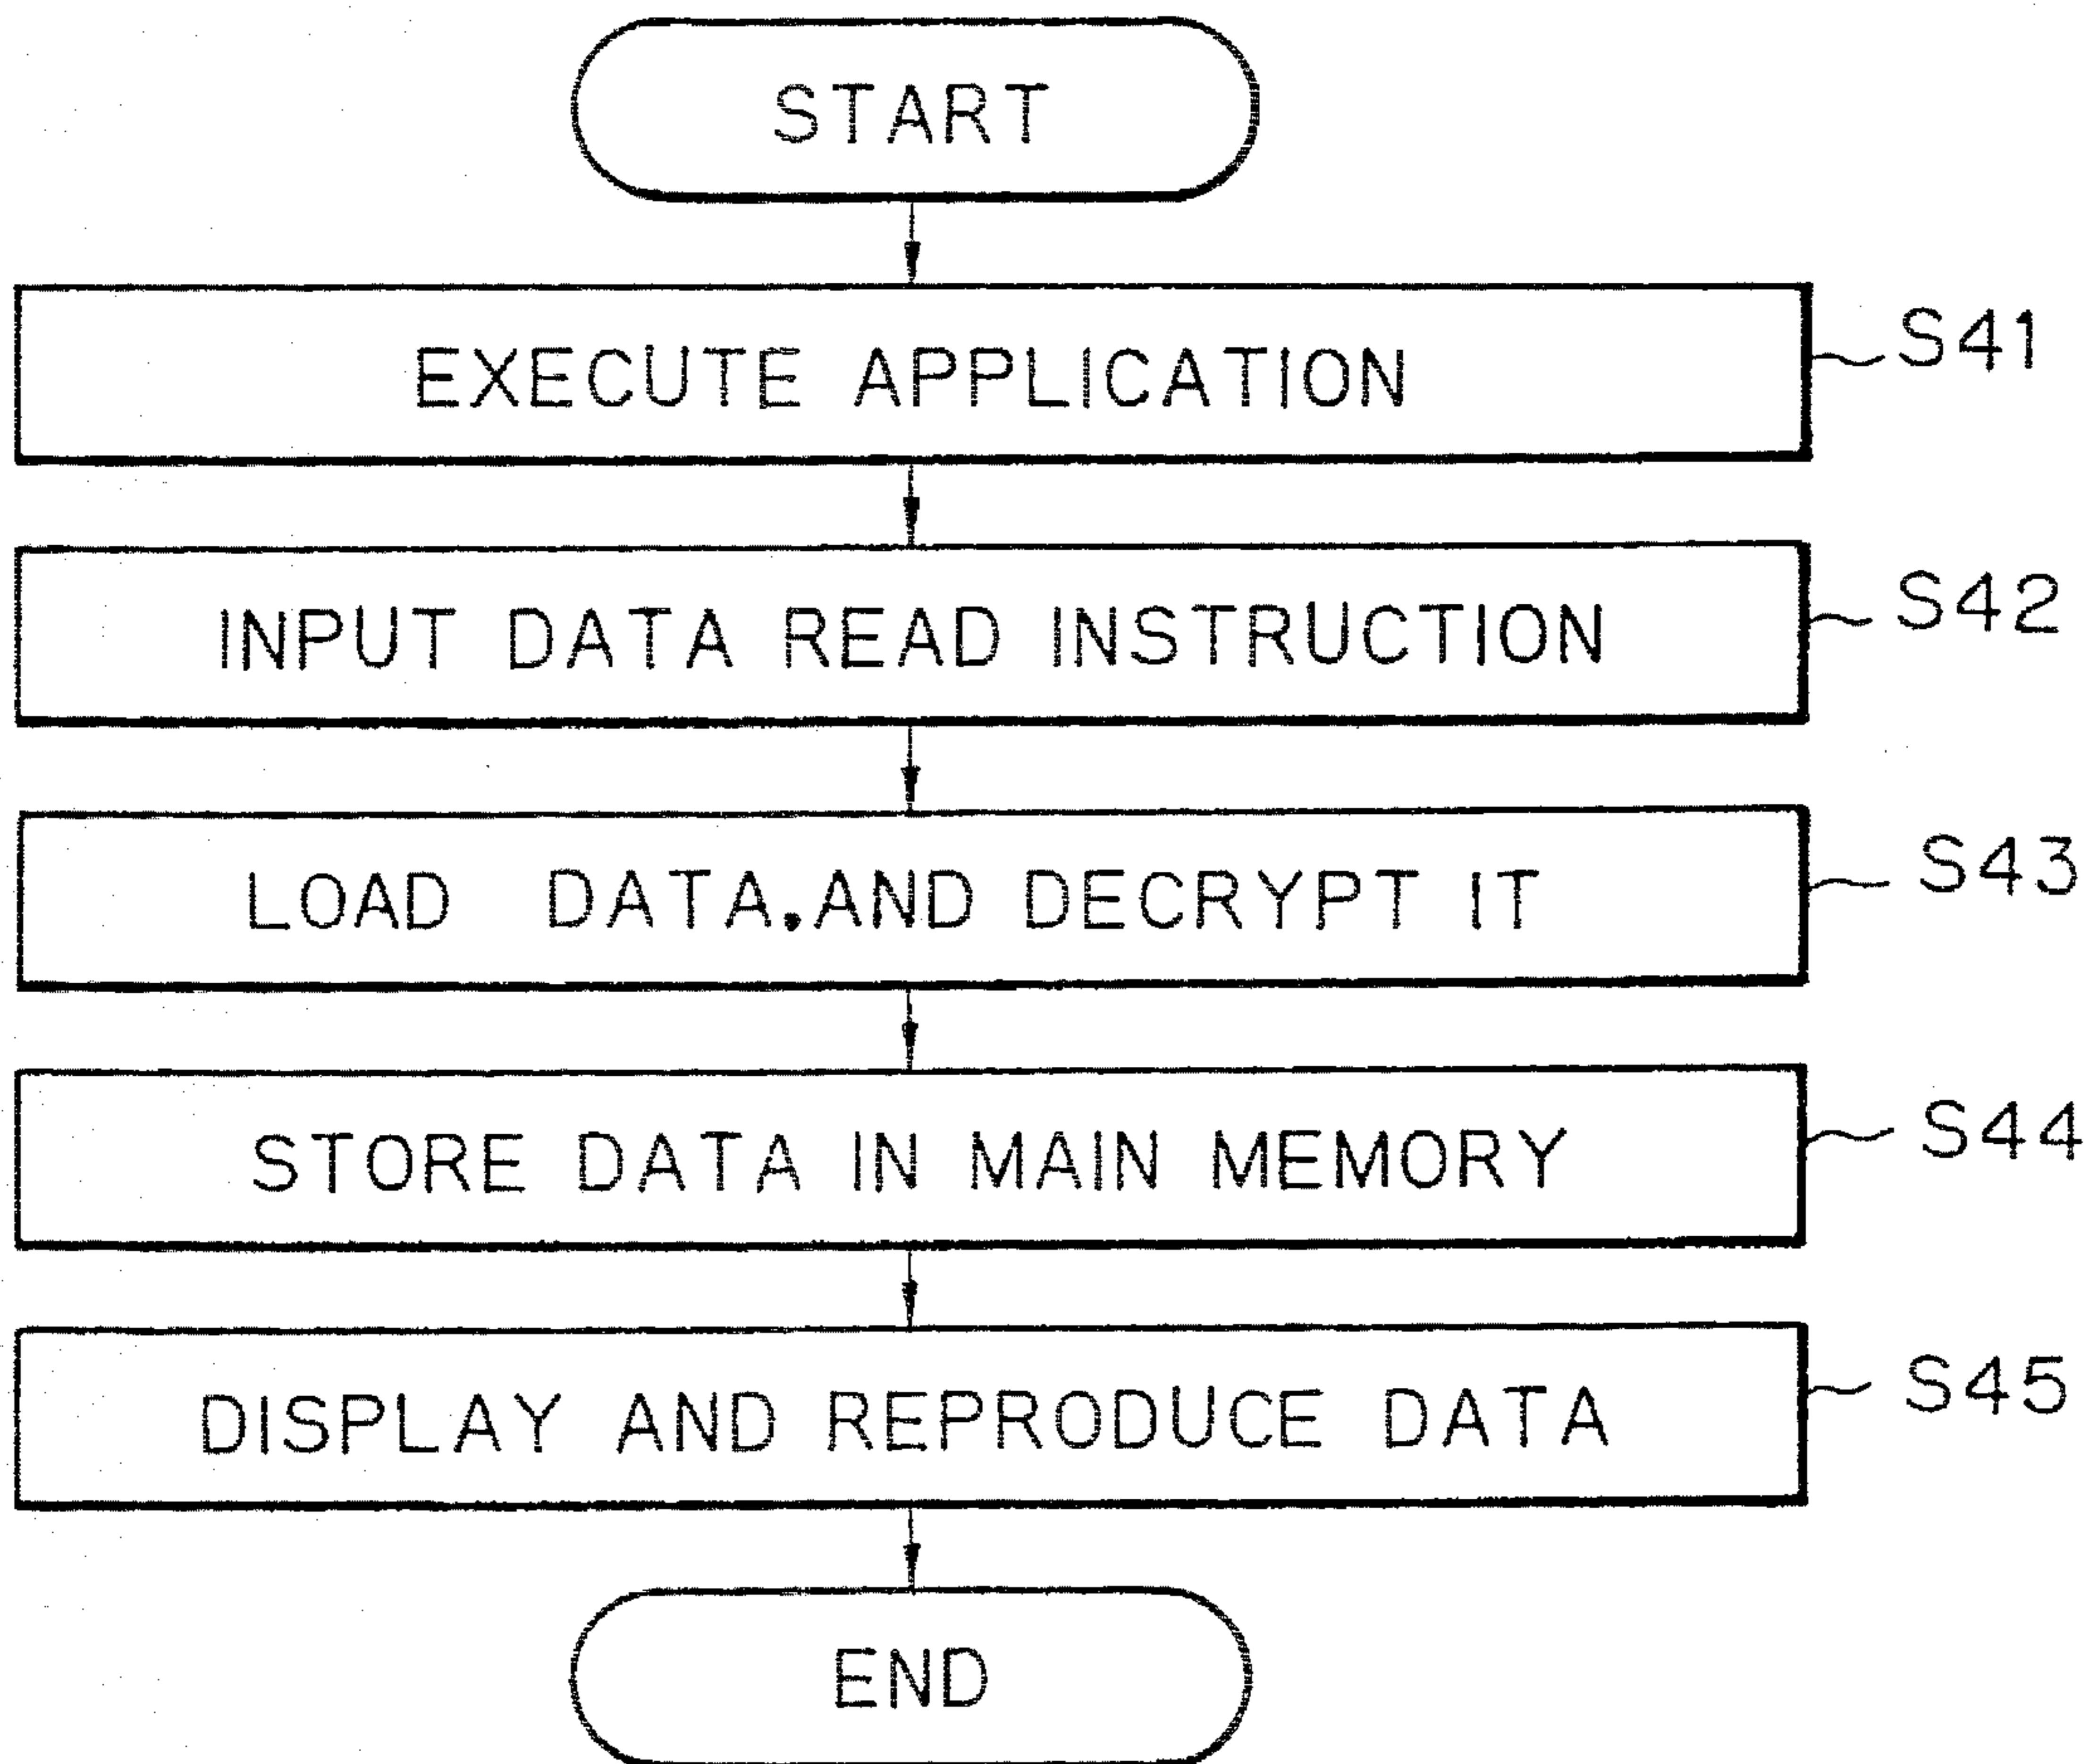 START
EXECUTE APPLICATION
S41
INPUT DATA READ INSTRUCTION
S42
LOAD DATA.AND DECRYPT IT
S43
STORE DATA IN MAIN MEMORY
S44
DISPLAY AND REPRODUCE DATA
S45
END